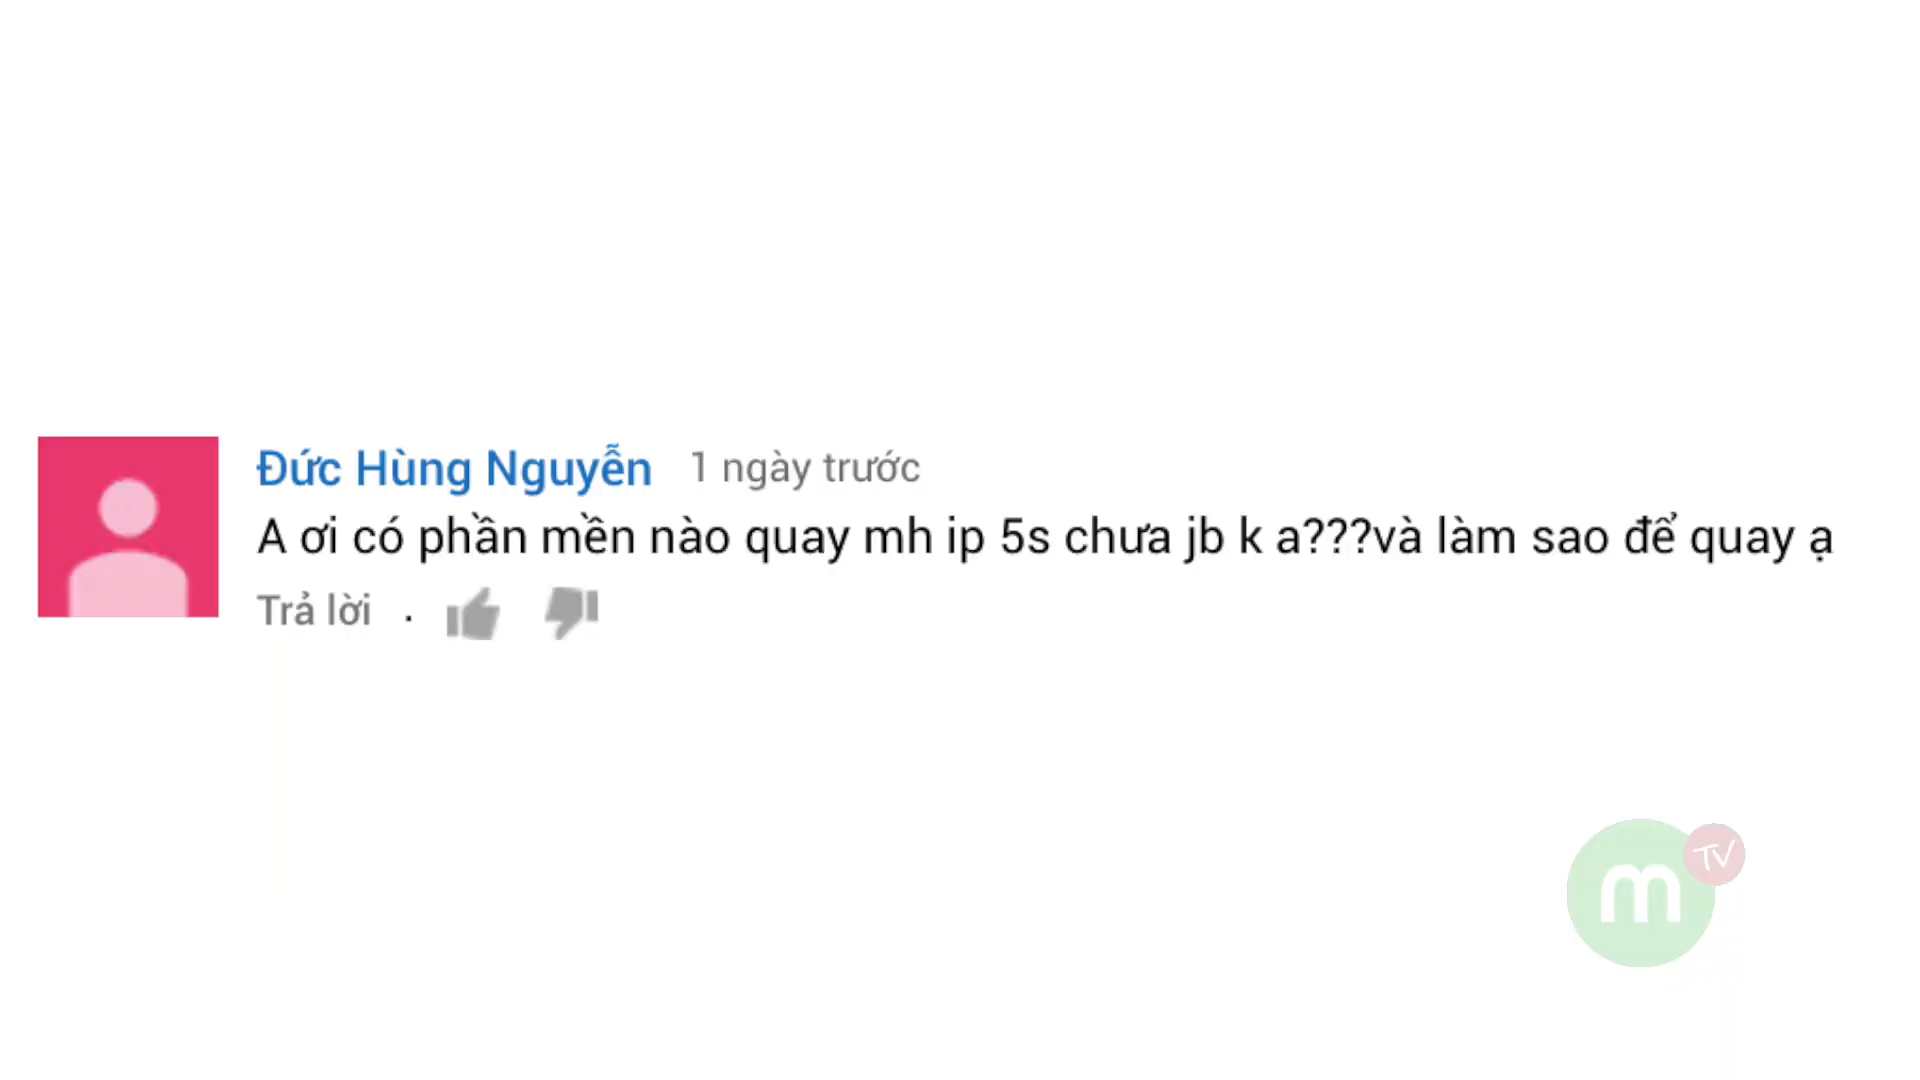 Đức Hùng Nguyễn 1 ngày trước
A ơi có phần mền nào quay mh ip 5s chưa jb k a???và làm sao để quay ạ
Trả lời .
m TV